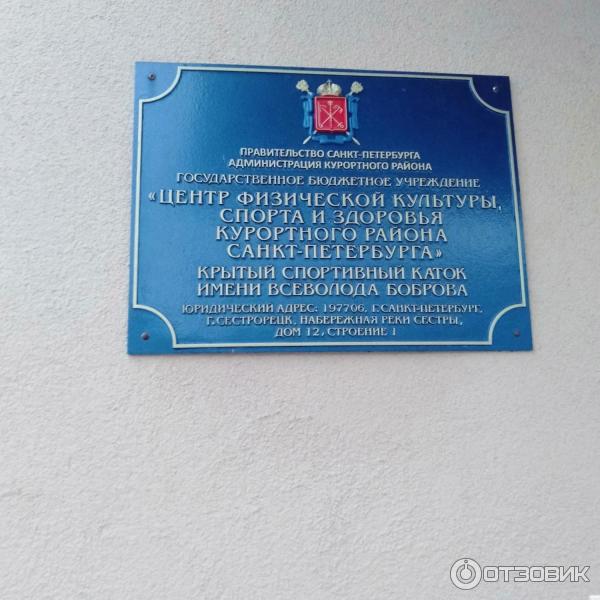 ПРАВИТЕЛЬСТВО САНКТ-ПЕТЕРБУРГА
АДМИНИСТРАЦИЯ КУРОРТНОГО РАЙОНА
ГОСУДАРСТВЕННОЕ БЮДЖЕТНОЕ УЧРЕЖДЕНИЕ
«ЦЕНТР ФИЗИЧЕСКОЙ КУЛЬТУРЫ,
СПОРТА И ЗДОРОВЬЯ
КУРОРТНОГО РАЙОНА
САНКТ-ПЕТЕРБУРГА»
КРЫТЫЙ СПОРТИВНЫЙ КАТОК
ИМЕНИ ВСЕВОЛОДА БОБРОВА
ЮРИДИЧЕСКИЙ АДРЕС: 197706, Г.САНКТ-ПЕТЕРБУРГ,
Г.СЕСТРОРЕЦК, НАБЕРЕЖНАЯ РЕКИ СЕСТРЫ,
ДОМ 12, СТРОЕНИЕ 1
ОТЗОВИК